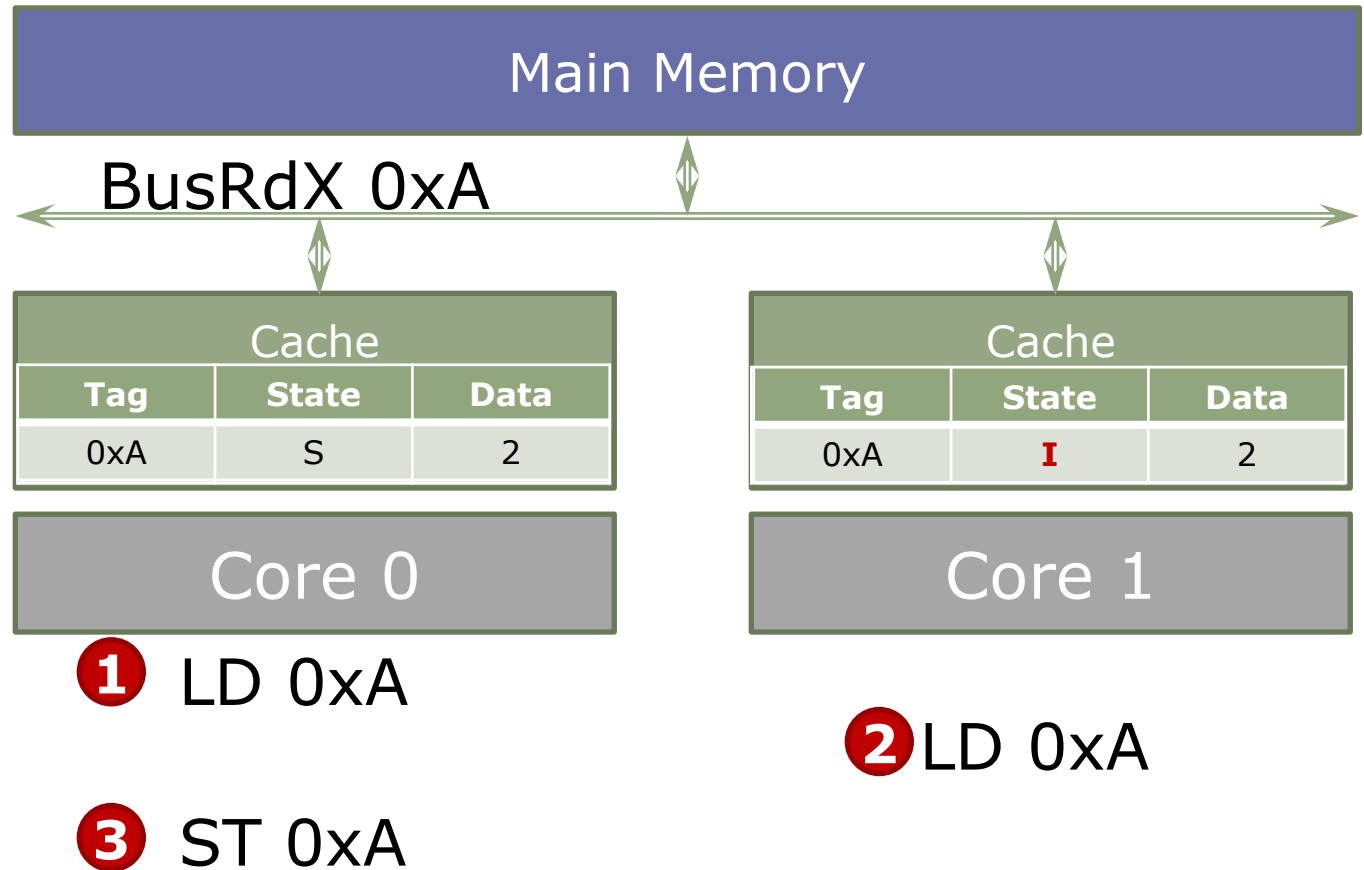 Main Memory
BusRdX 0xA
Cache
Tag State Data
0xA S 2
Cache
Tag State Data
0xA I 2
Core 0
Core 1
1 LD 0xA
2 LD 0xA
3 ST 0xA